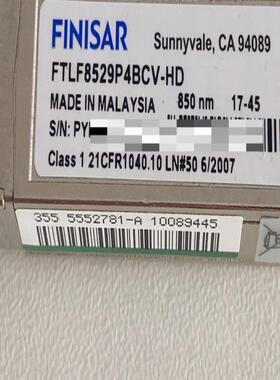 FINISAR
Sunnyvale, CA 94089
FTLF8529P4BCV-HD
MADE IN MALAYSIA 850 nm 17-45
S/N: PY
Class 1 21CFR1040.10 LN#50 6/2007
355 5552781-A 10089445